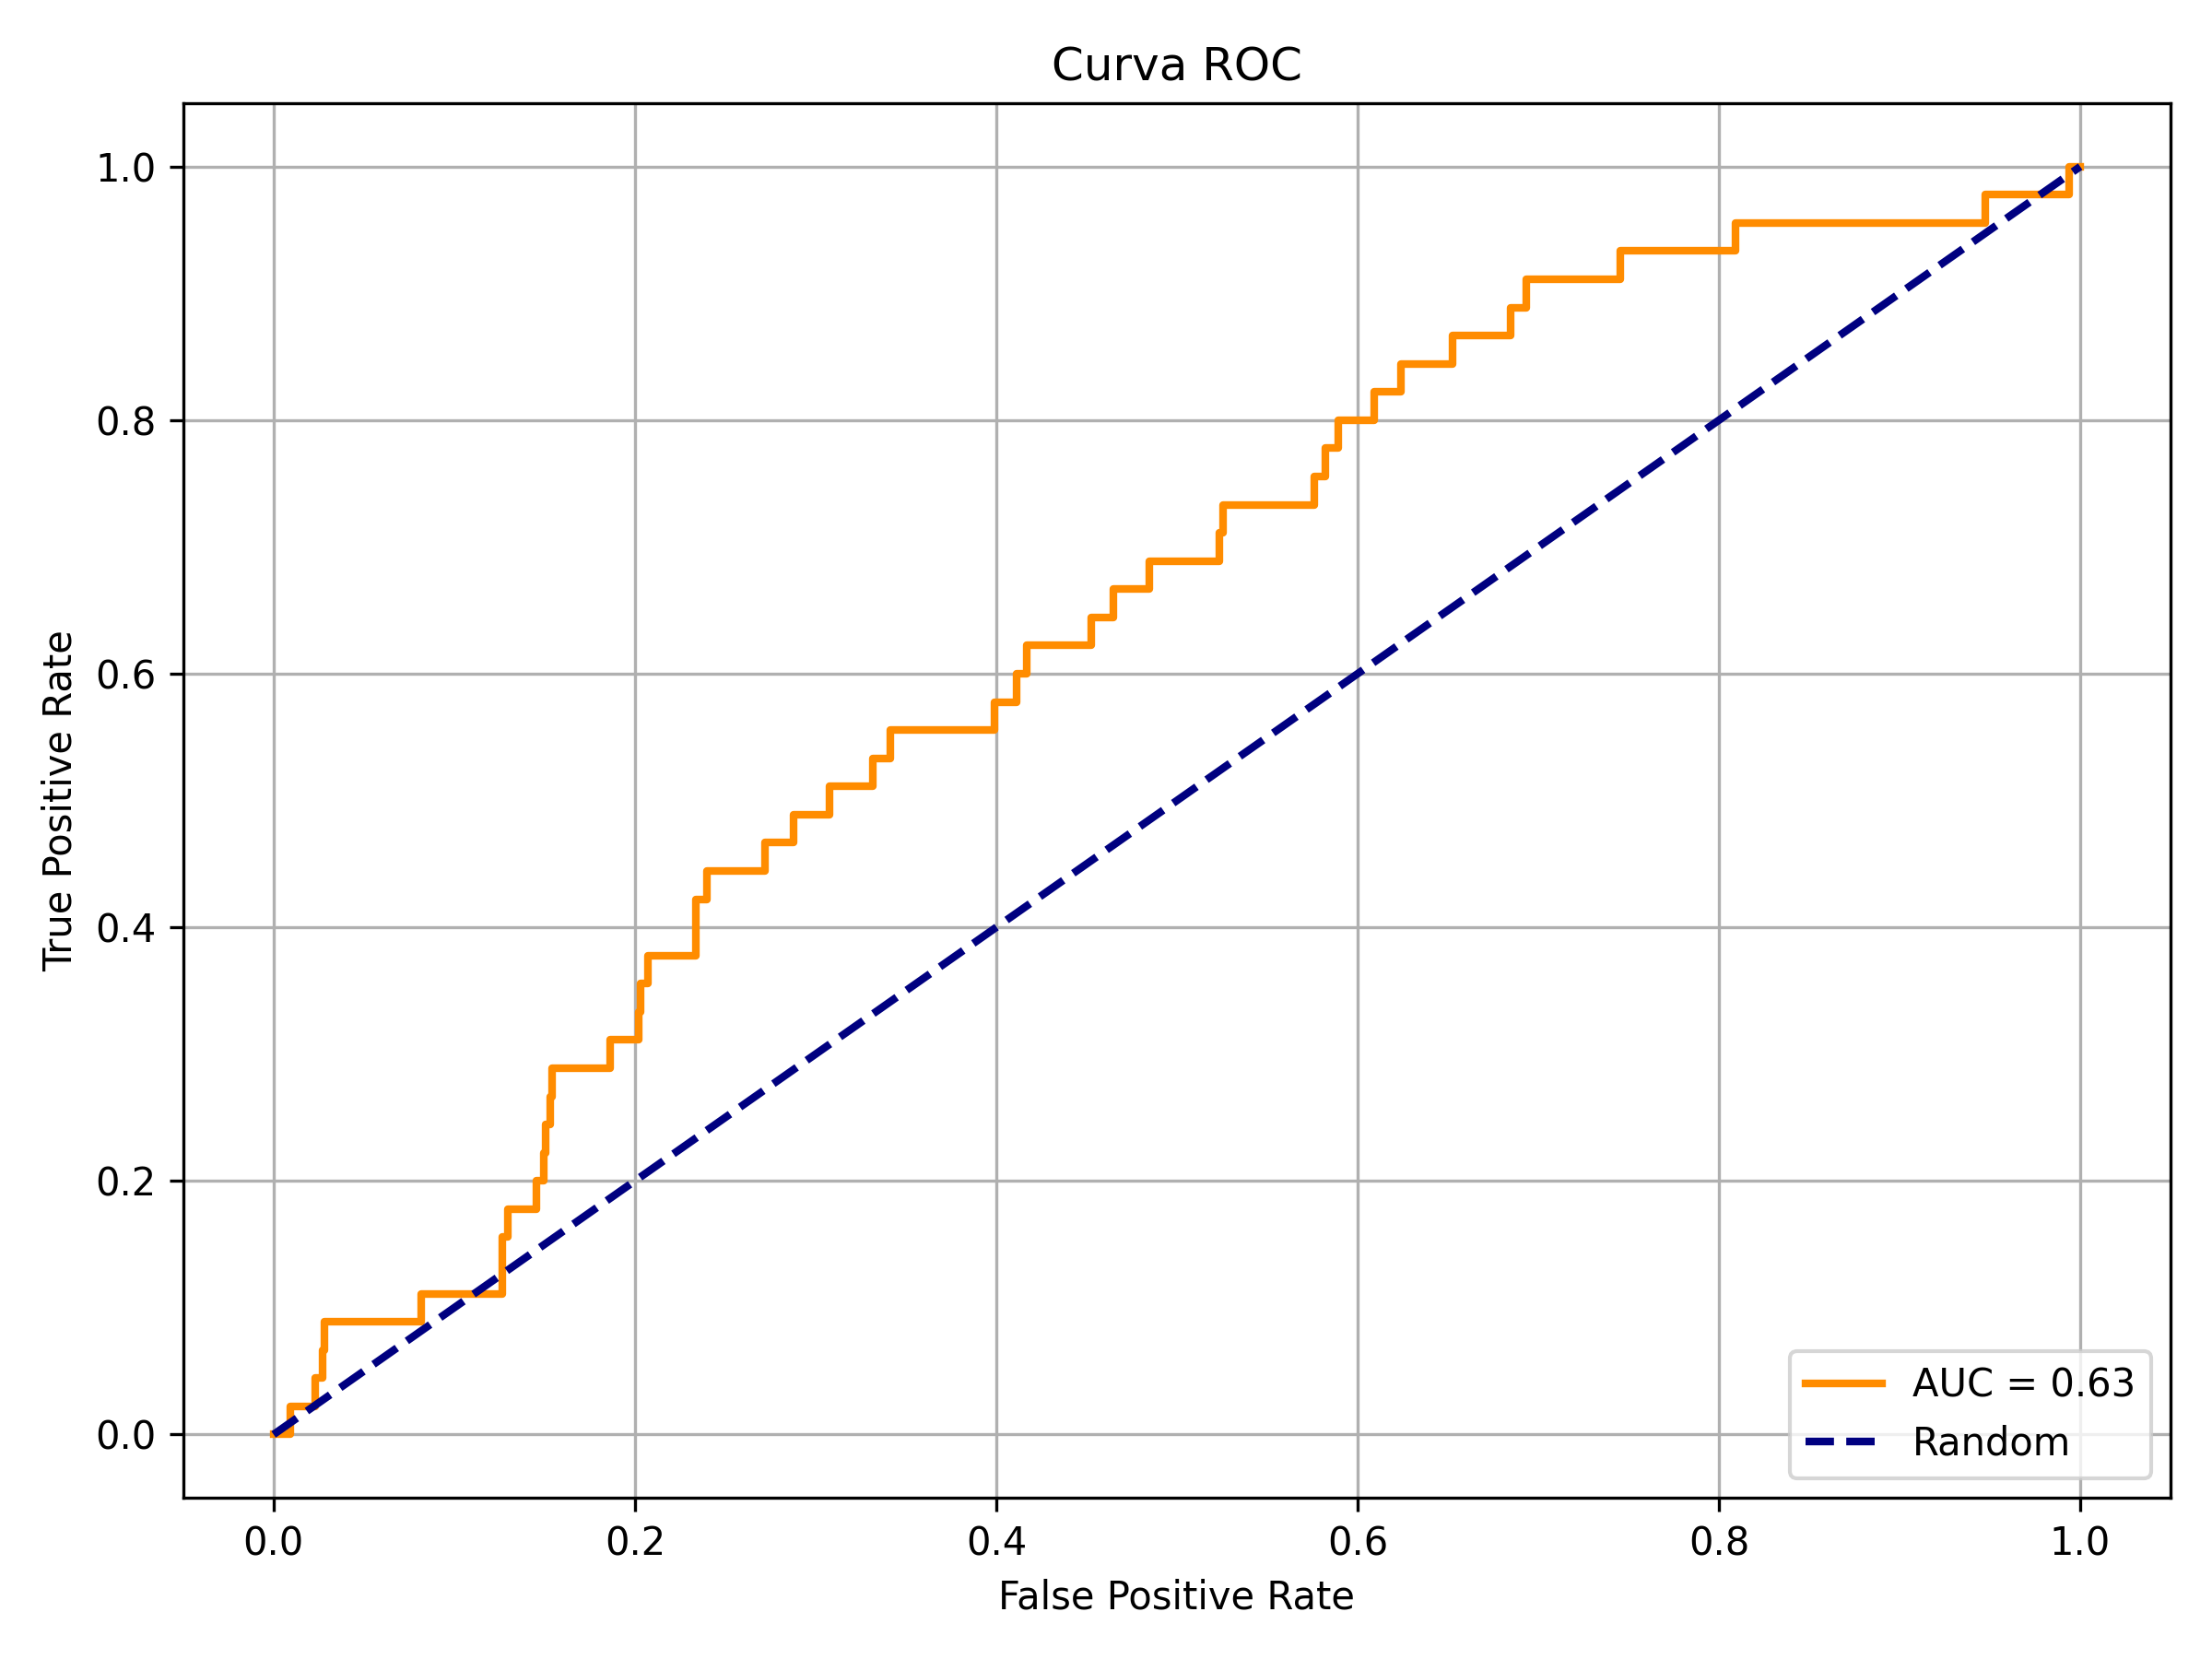 Curva ROC
True Positive Rate
1.0
0.8
0.6
0.4
0.2
0.0
0.0 0.2 0.4 0.6 0.8 1.0
False Positive Rate
AUC = 0.63
Random